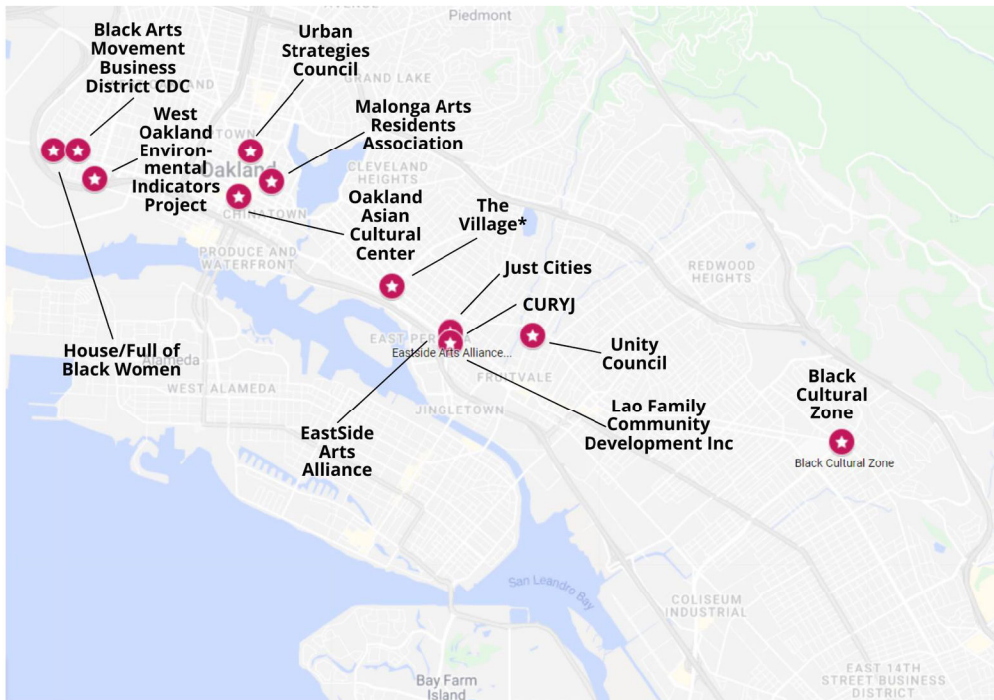 Piedmont
Black Arts
Movement
Business
District CDC
Urban
Strategies
Council
GRAND LAKE
Malonga Arts
Residents
Association
West
Oakland
Environ-
mental
Indicators
Project
Oakland
CLEVELAND
HEIGHTS
CHINATOWN
Oakland
Asian
Cultural
Center
The
Village*
PRODUCE AND
WATERFRONT
Just Cities
REDWOOD
HEIGHTS
CURYJ
Eastside Arts Alliance...
Unity
Council
House/Full of
Black Women
Alameda
WEST ALAMEDA
FRUITVALE
JINGLETOWN
Black
Cultural
Zone
Black Cultural Zone
Lao Family
Community
Development Inc
EastSide
Arts
Alliance
San Leandro Bay
COLISEUM
INDUSTRIAL
Bay Farm
Island
EAST 14TH
STREET BUSINESS
DISTRICT